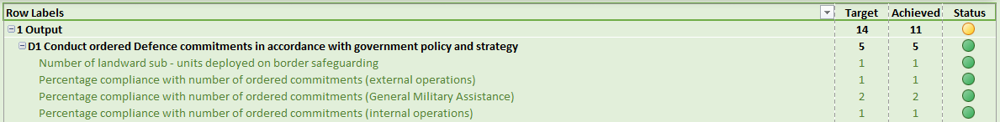 Row Labels Target Achieved Status
1 Output 14 11
D1 Conduct ordered Defence commitments in accordance with government policy and strategy 5 5
Number of landward sub - units deployed on border safeguarding 1 1
Percentage compliance with number of ordered commitments (external operations) 1 1
Percentage compliance with number of ordered commitments (General Military Assistance) 2 2
Percentage compliance with number of ordered commitments (internal operations) 1 1